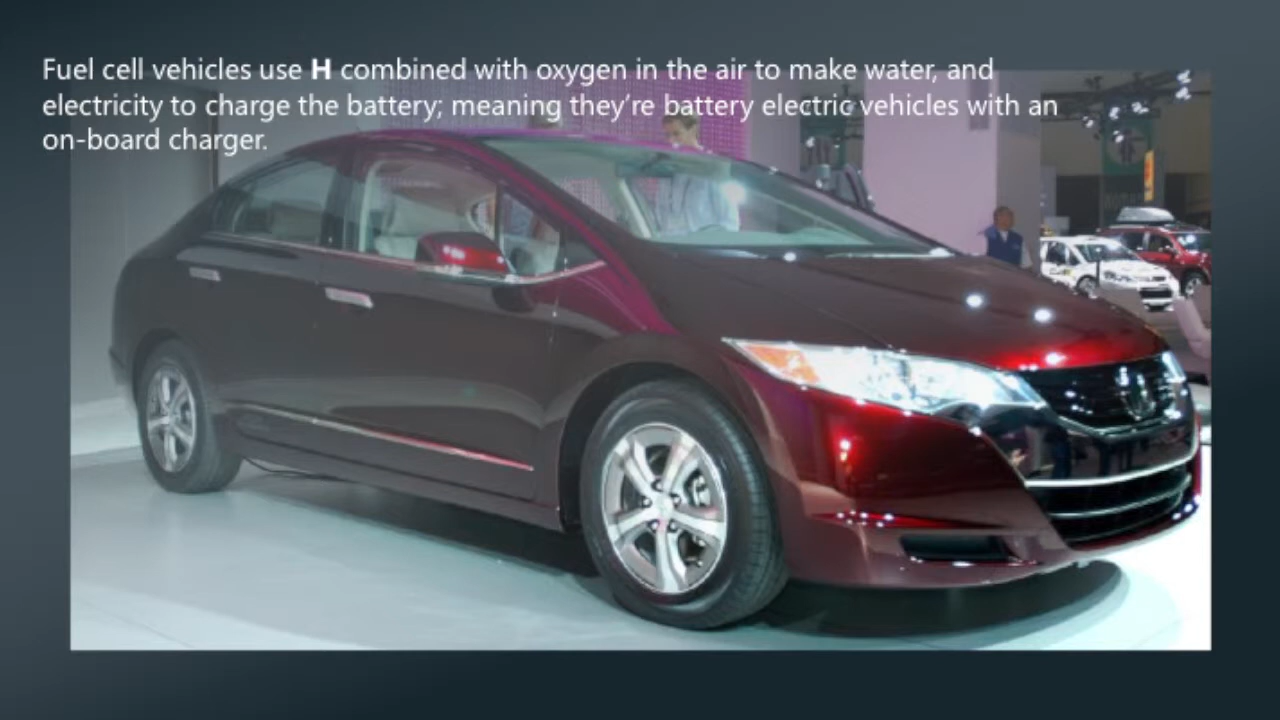 Fuel cell vehicles use H combined with oxygen in the air to make water, and
electricity to charge the battery; meaning they’re battery electric vehicles with an
on-board charger.